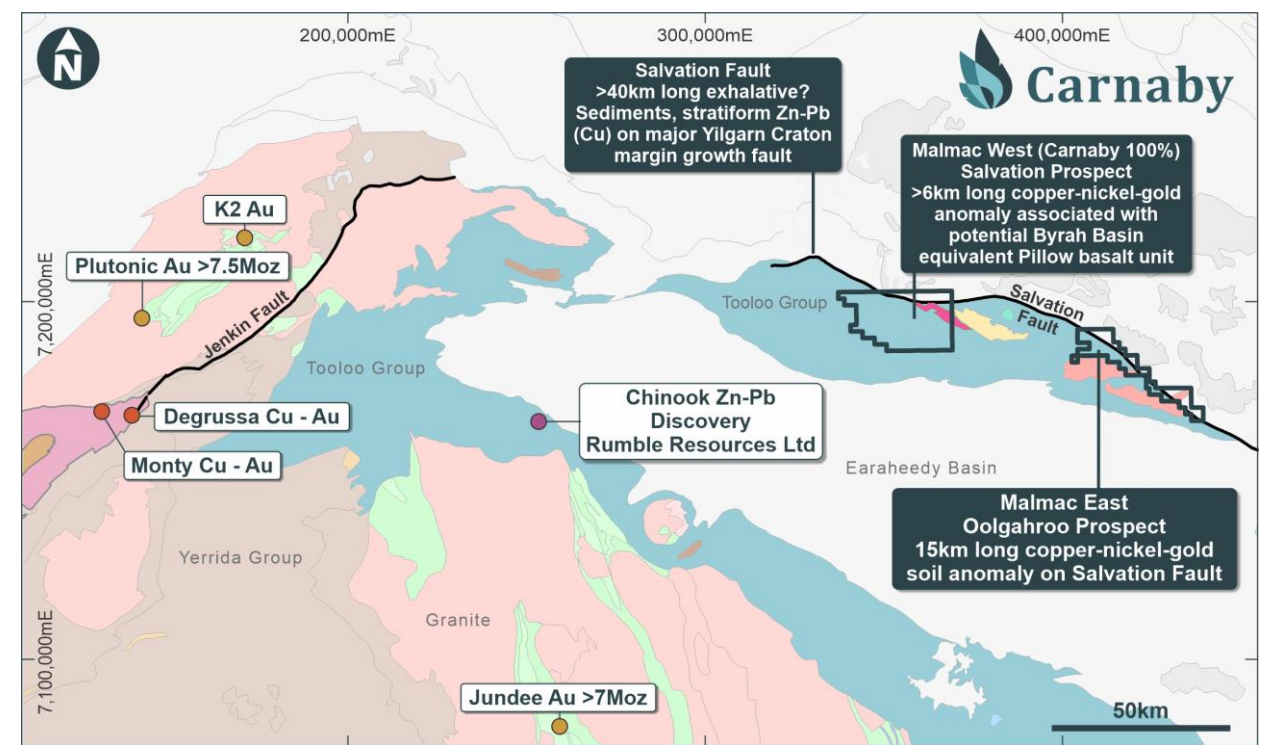 200,000mE
300,000mE
400,000mE
N
Carnaby
Salvation Fault
>40km long exhalative?
Sediments, stratiform Zn-Pb
(Cu) on major Yilgarn Craton
margin growth fault
Malmac West (Carnaby 100%)
Salvation Prospect
>6km long copper-nickel-gold
anomaly associated with
potential Byrah Basin
equivalent Pillow basalt unit
K2 Au
Plutonic Au >7.5Moz
7,200,000mE
Jenkin Fault
Tooloo Group
Salvation
Fault
Tooloo Group
Degrussa Cu - Au
Monty Cu - Au
Chinook Zn-Pb
Discovery
Rumble Resources Ltd
Earaheedy Basin
Malmac East
Oolgahroo Prospect
15km long copper-nickel-gold
soil anomaly on Salvation Fault
Yerrida Group
Granite
7,100,000mE
Jundee Au >7Moz
50km